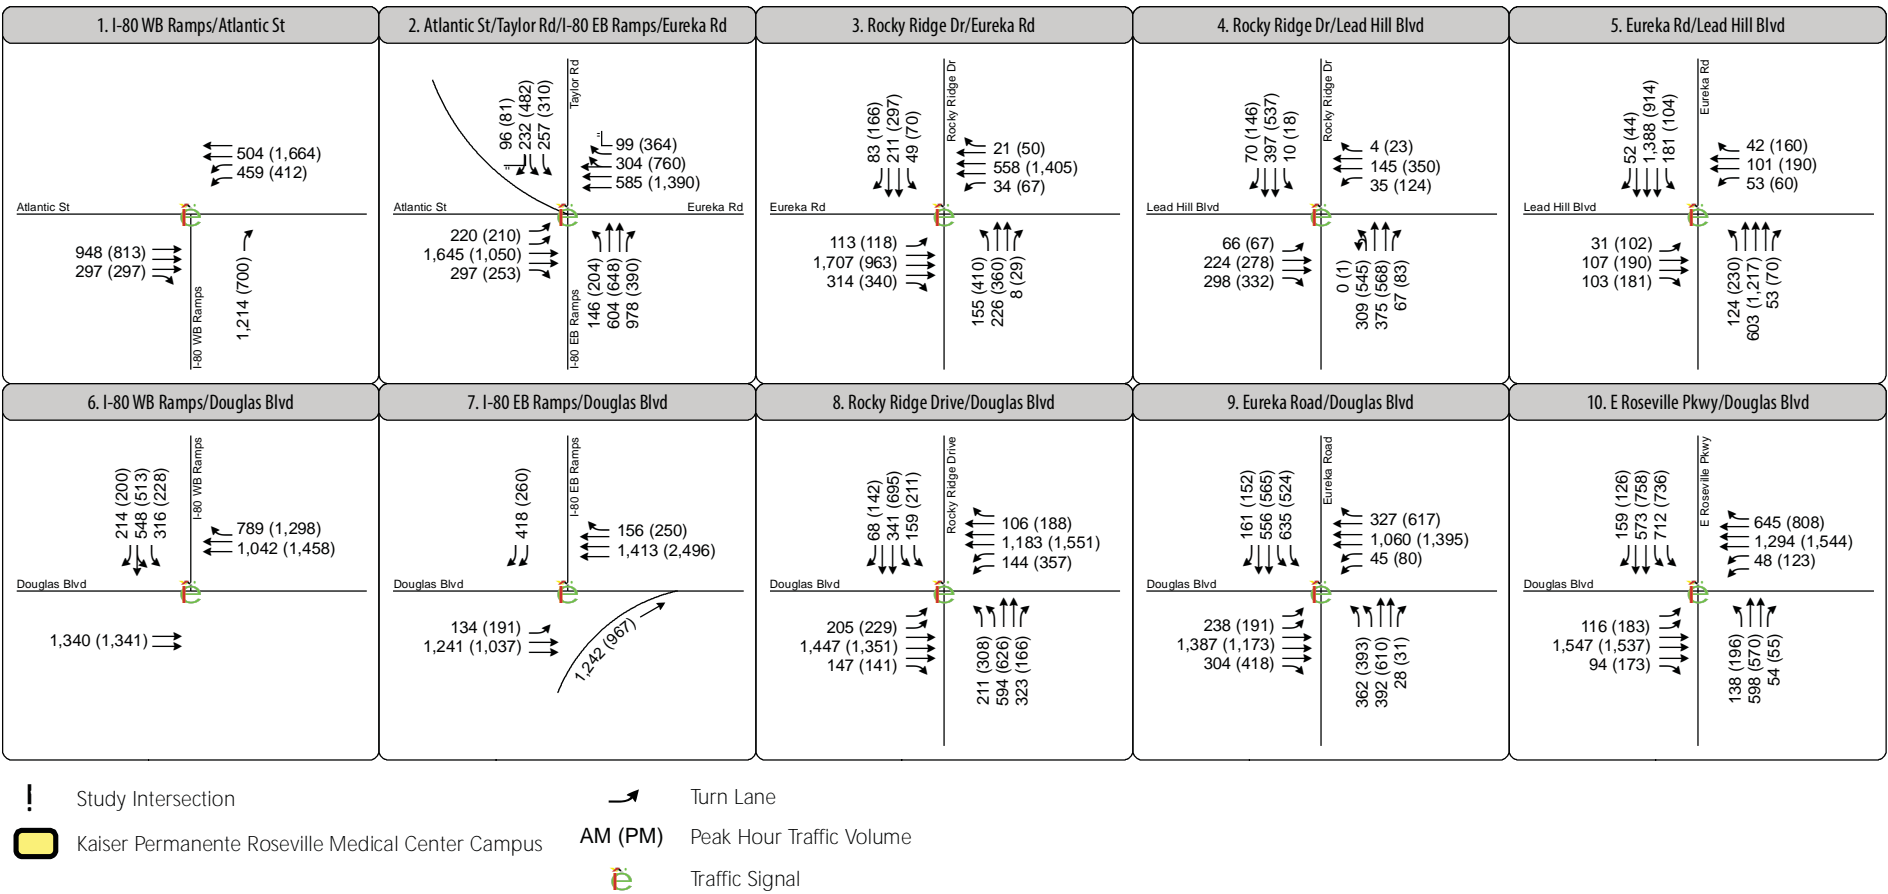 1. I-80 WB Ramps/Atlantic St
504 (1,664)
459 (412)
Atlantic St
948 (813)
297 (297)
I-80 WB Ramps
1,214 (700)
2. Atlantic St/Taylor Rd/I-80 EB Ramps/Eureka Rd
96 (81)
232 (482)
257 (310)
Taylor Rd
99 (364)
304 (760)
585 (1,390)
Atlantic St
Eureka Rd
220 (210)
1,645 (1,050)
297 (253)
I-80 EB Ramps
146 (204)
604 (648)
978 (390)
3. Rocky Ridge Dr/Eureka Rd
83 (166)
211 (297)
49 (70)
Rocky Ridge Dr
21 (50)
558 (1,405)
34 (67)
Eureka Rd
113 (118)
1,707 (963)
314 (340)
155 (410)
226 (360)
8 (29)
4. Rocky Ridge Dr/Lead Hill Blvd
70 (146)
397 (537)
10 (18)
Rocky Ridge Dr
4 (23)
145 (350)
35 (124)
Lead Hill Blvd
66 (67)
224 (278)
298 (332)
0 (1)
309 (545)
375 (568)
67 (83)
5. Eureka Rd/Lead Hill Blvd
52 (44)
1,388 (914)
181 (104)
Eureka Rd
42 (160)
101 (190)
53 (60)
Lead Hill Blvd
31 (102)
107 (190)
103 (181)
124 (230)
603 (1,217)
53 (70)
6. I-80 WB Ramps/Douglas Blvd
214 (200)
548 (513)
316 (228)
I-80 WB Ramps
789 (1,298)
1,042 (1,458)
Douglas Blvd
1,340 (1,341)
7. I-80 EB Ramps/Douglas Blvd
418 (260)
I-80 EB Ramps
156 (250)
1,413 (2,496)
Douglas Blvd
134 (191)
1,241 (1,037)
1,242 (967)
8. Rocky Ridge Drive/Douglas Blvd
68 (142)
341 (695)
159 (211)
Rocky Ridge Drive
106 (188)
1,183 (1,551)
144 (357)
Douglas Blvd
205 (229)
1,447 (1,351)
147 (141)
211 (308)
594 (626)
323 (166)
9. Eureka Road/Douglas Blvd
161 (152)
556 (565)
635 (524)
Eureka Road
327 (617)
1,060 (1,395)
45 (80)
Douglas Blvd
238 (191)
1,387 (1,173)
304 (418)
362 (393)
392 (610)
28 (31)
10. E Roseville Pkwy/Douglas Blvd
159 (126)
573 (758)
712 (736)
E Roseville Pkwy
645 (808)
1,294 (1,544)
48 (123)
Douglas Blvd
116 (183)
1,547 (1,537)
94 (173)
138 (196)
598 (570)
54 (55)
! Study Intersection
Turn Lane
Kaiser Permanente Roseville Medical Center Campus
AM (PM) Peak Hour Traffic Volume
Traffic Signal